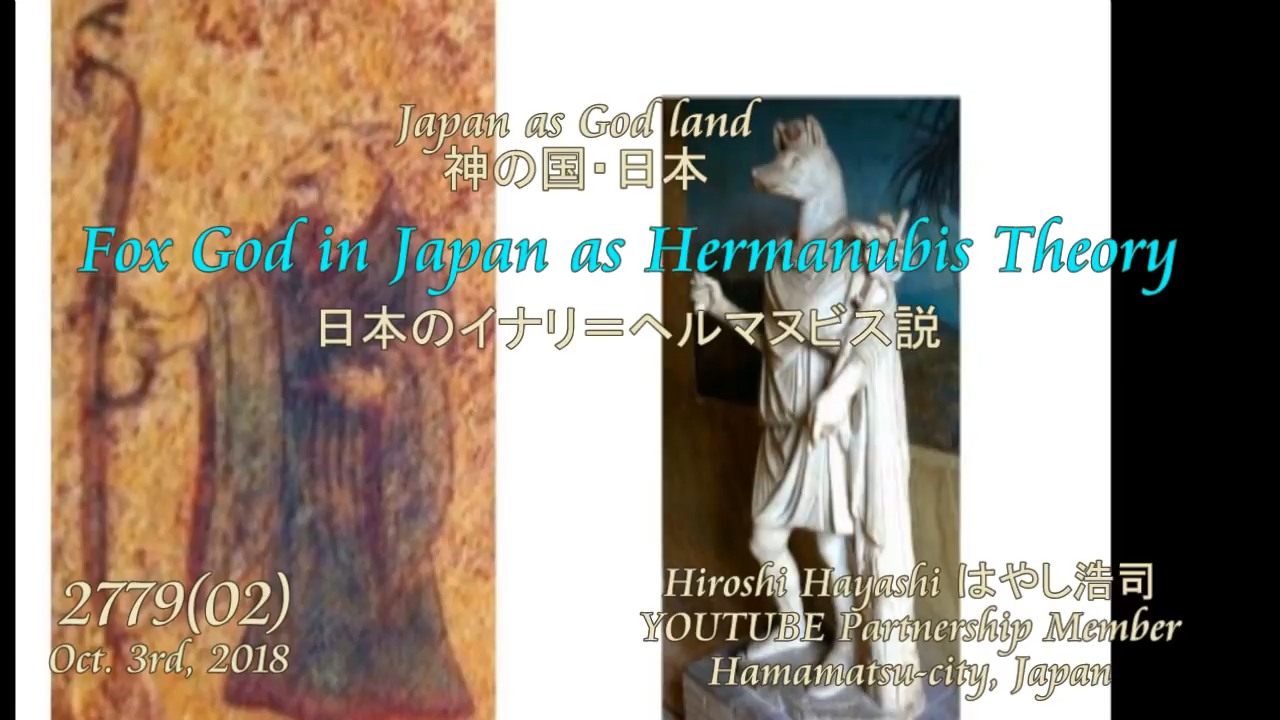 Japan as God land
神の国・日本
Fox God in Japan as Hermanubis Theory
日本のイナリ＝ヘルマヌビス説
2779(02)
Oct. 3rd, 2018
Hiroshi Hayashi はやし浩司
YOUTUBE Partnership Member
Hamamatsu-city, Japan